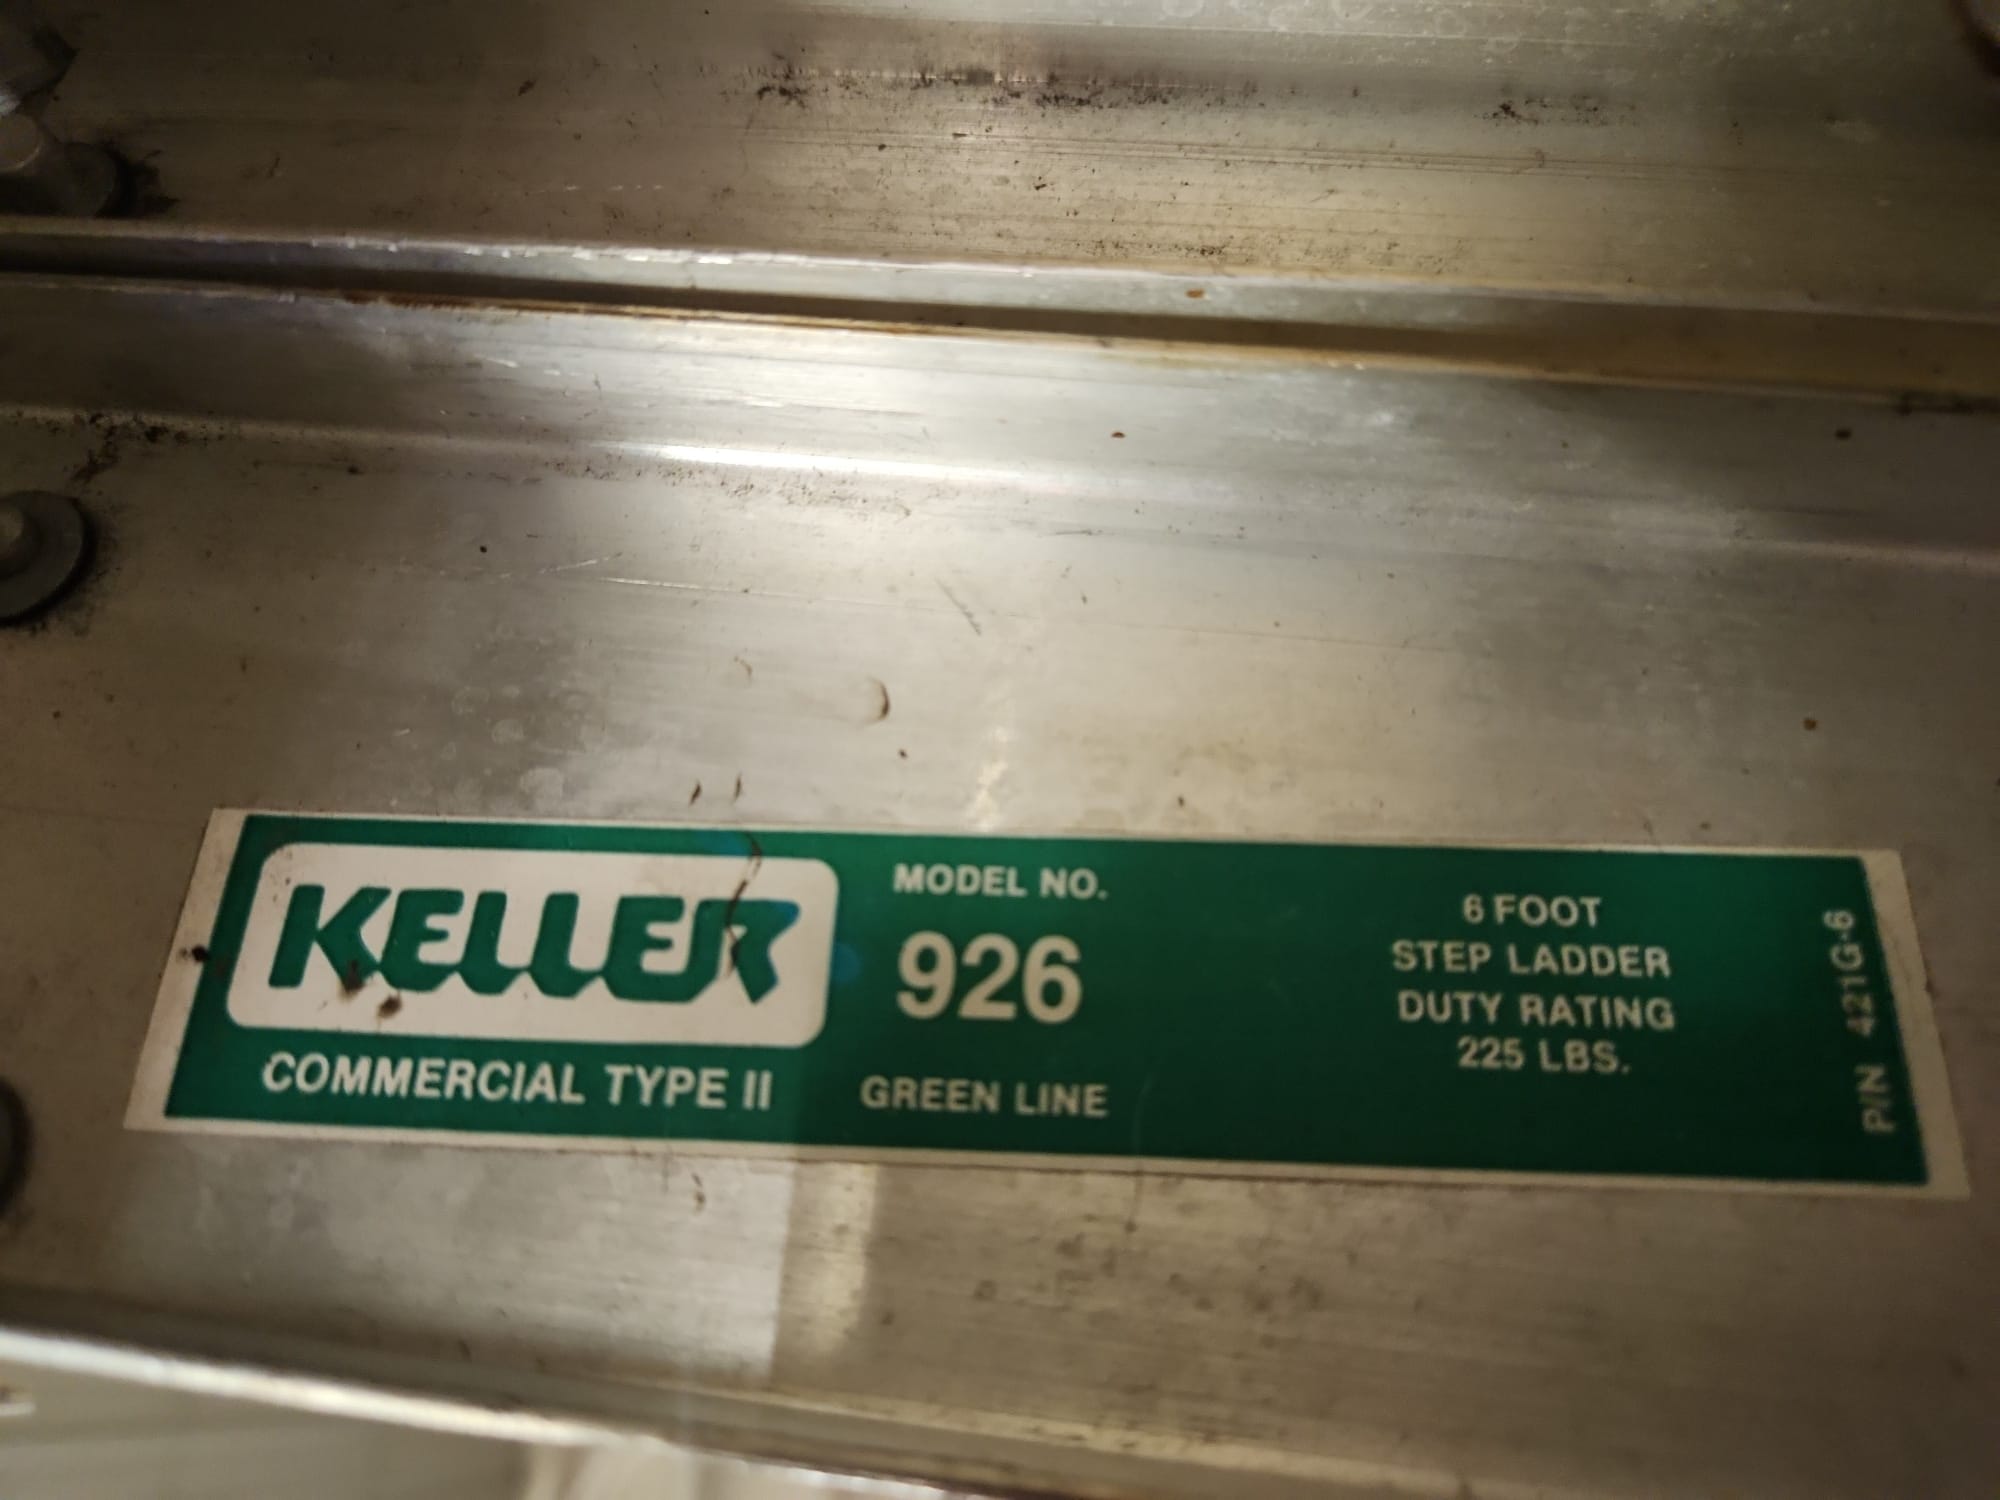 KELLER
COMMERCIAL TYPE II
MODEL NO.
926
GREEN LINE
6 FOOT
STEP LADDER
DUTY RATING
225 LBS.
P/N 421G-6